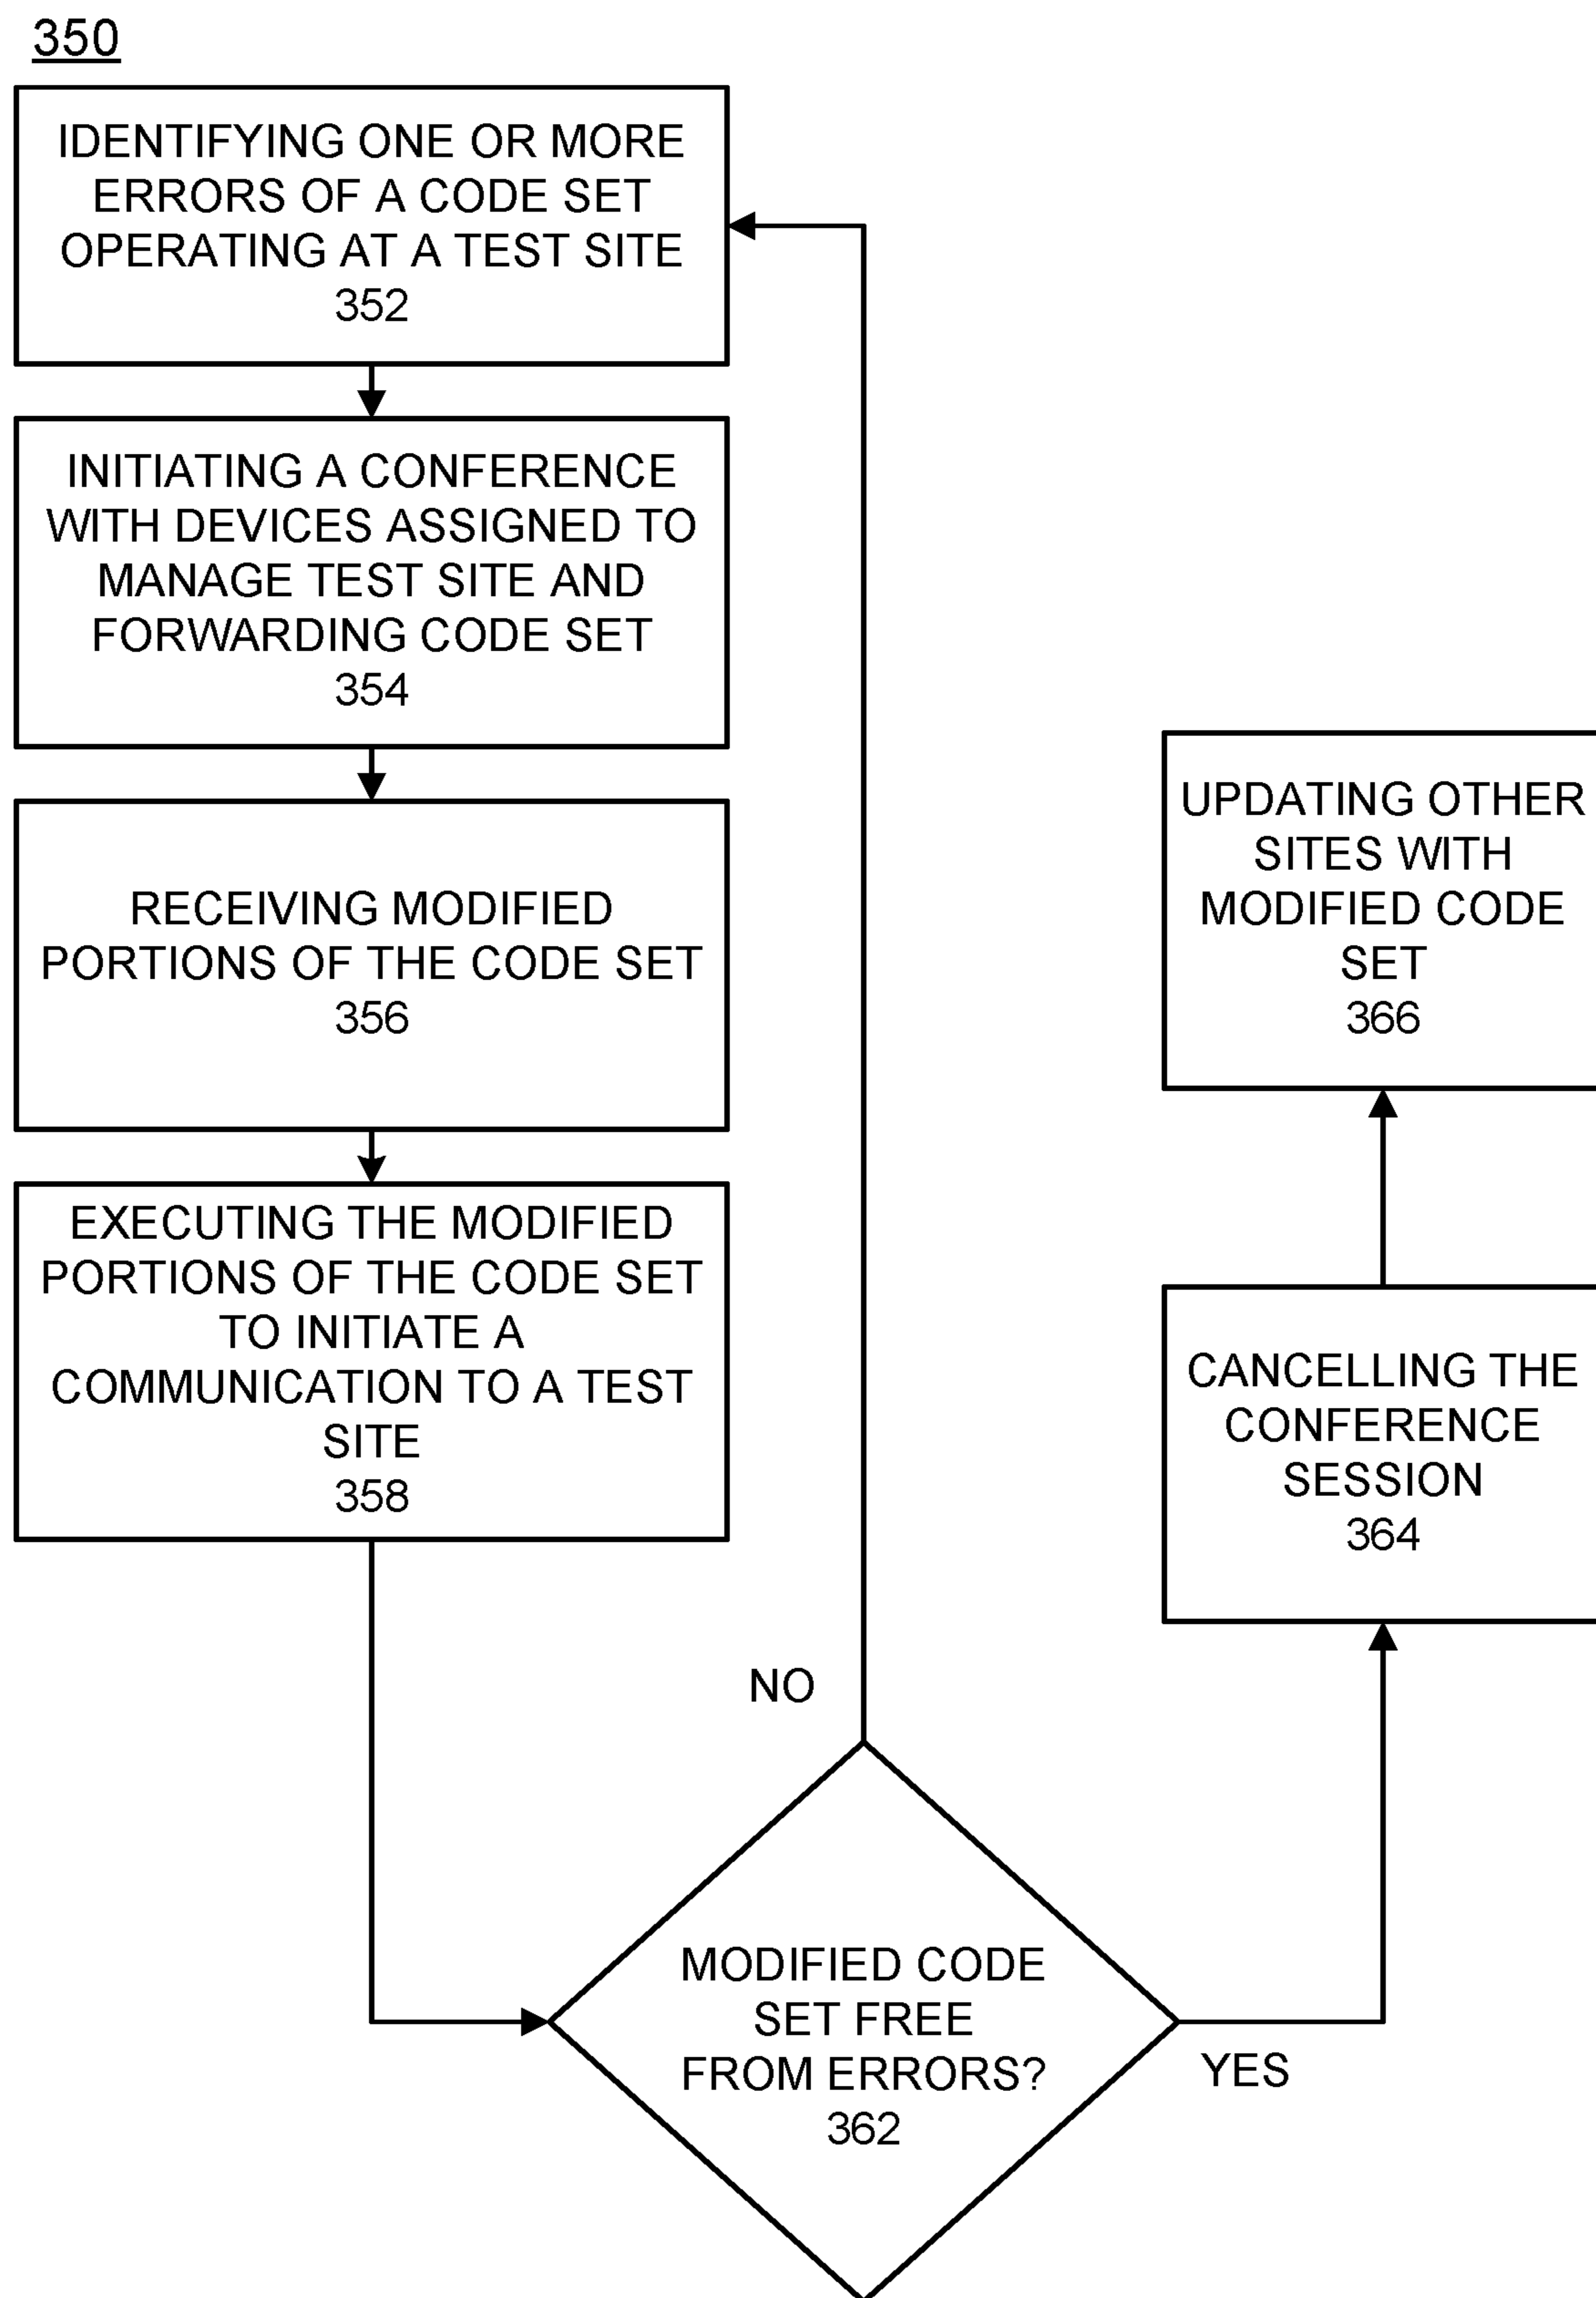 350
IDENTIFYING ONE OR MORE
ERRORS OF A CODE SET
OPERATING AT A TEST SITE
352
INITIATING A CONFERENCE
WITH DEVICES ASSIGNED TO
MANAGE TEST SITE AND
FORWARDING CODE SET
354
RECEIVING MODIFIED
PORTIONS OF THE CODE SET
356
EXECUTING THE MODIFIED
PORTIONS OF THE CODE SET
TO INITIATE A
COMMUNICATION TO A TEST
SITE
358
NO
MODIFIED CODE
SET FREE
FROM ERRORS?
362
YES
CANCELLING THE
CONFERENCE
SESSION
364
UPDATING OTHER
SITES WITH
MODIFIED CODE
SET
366